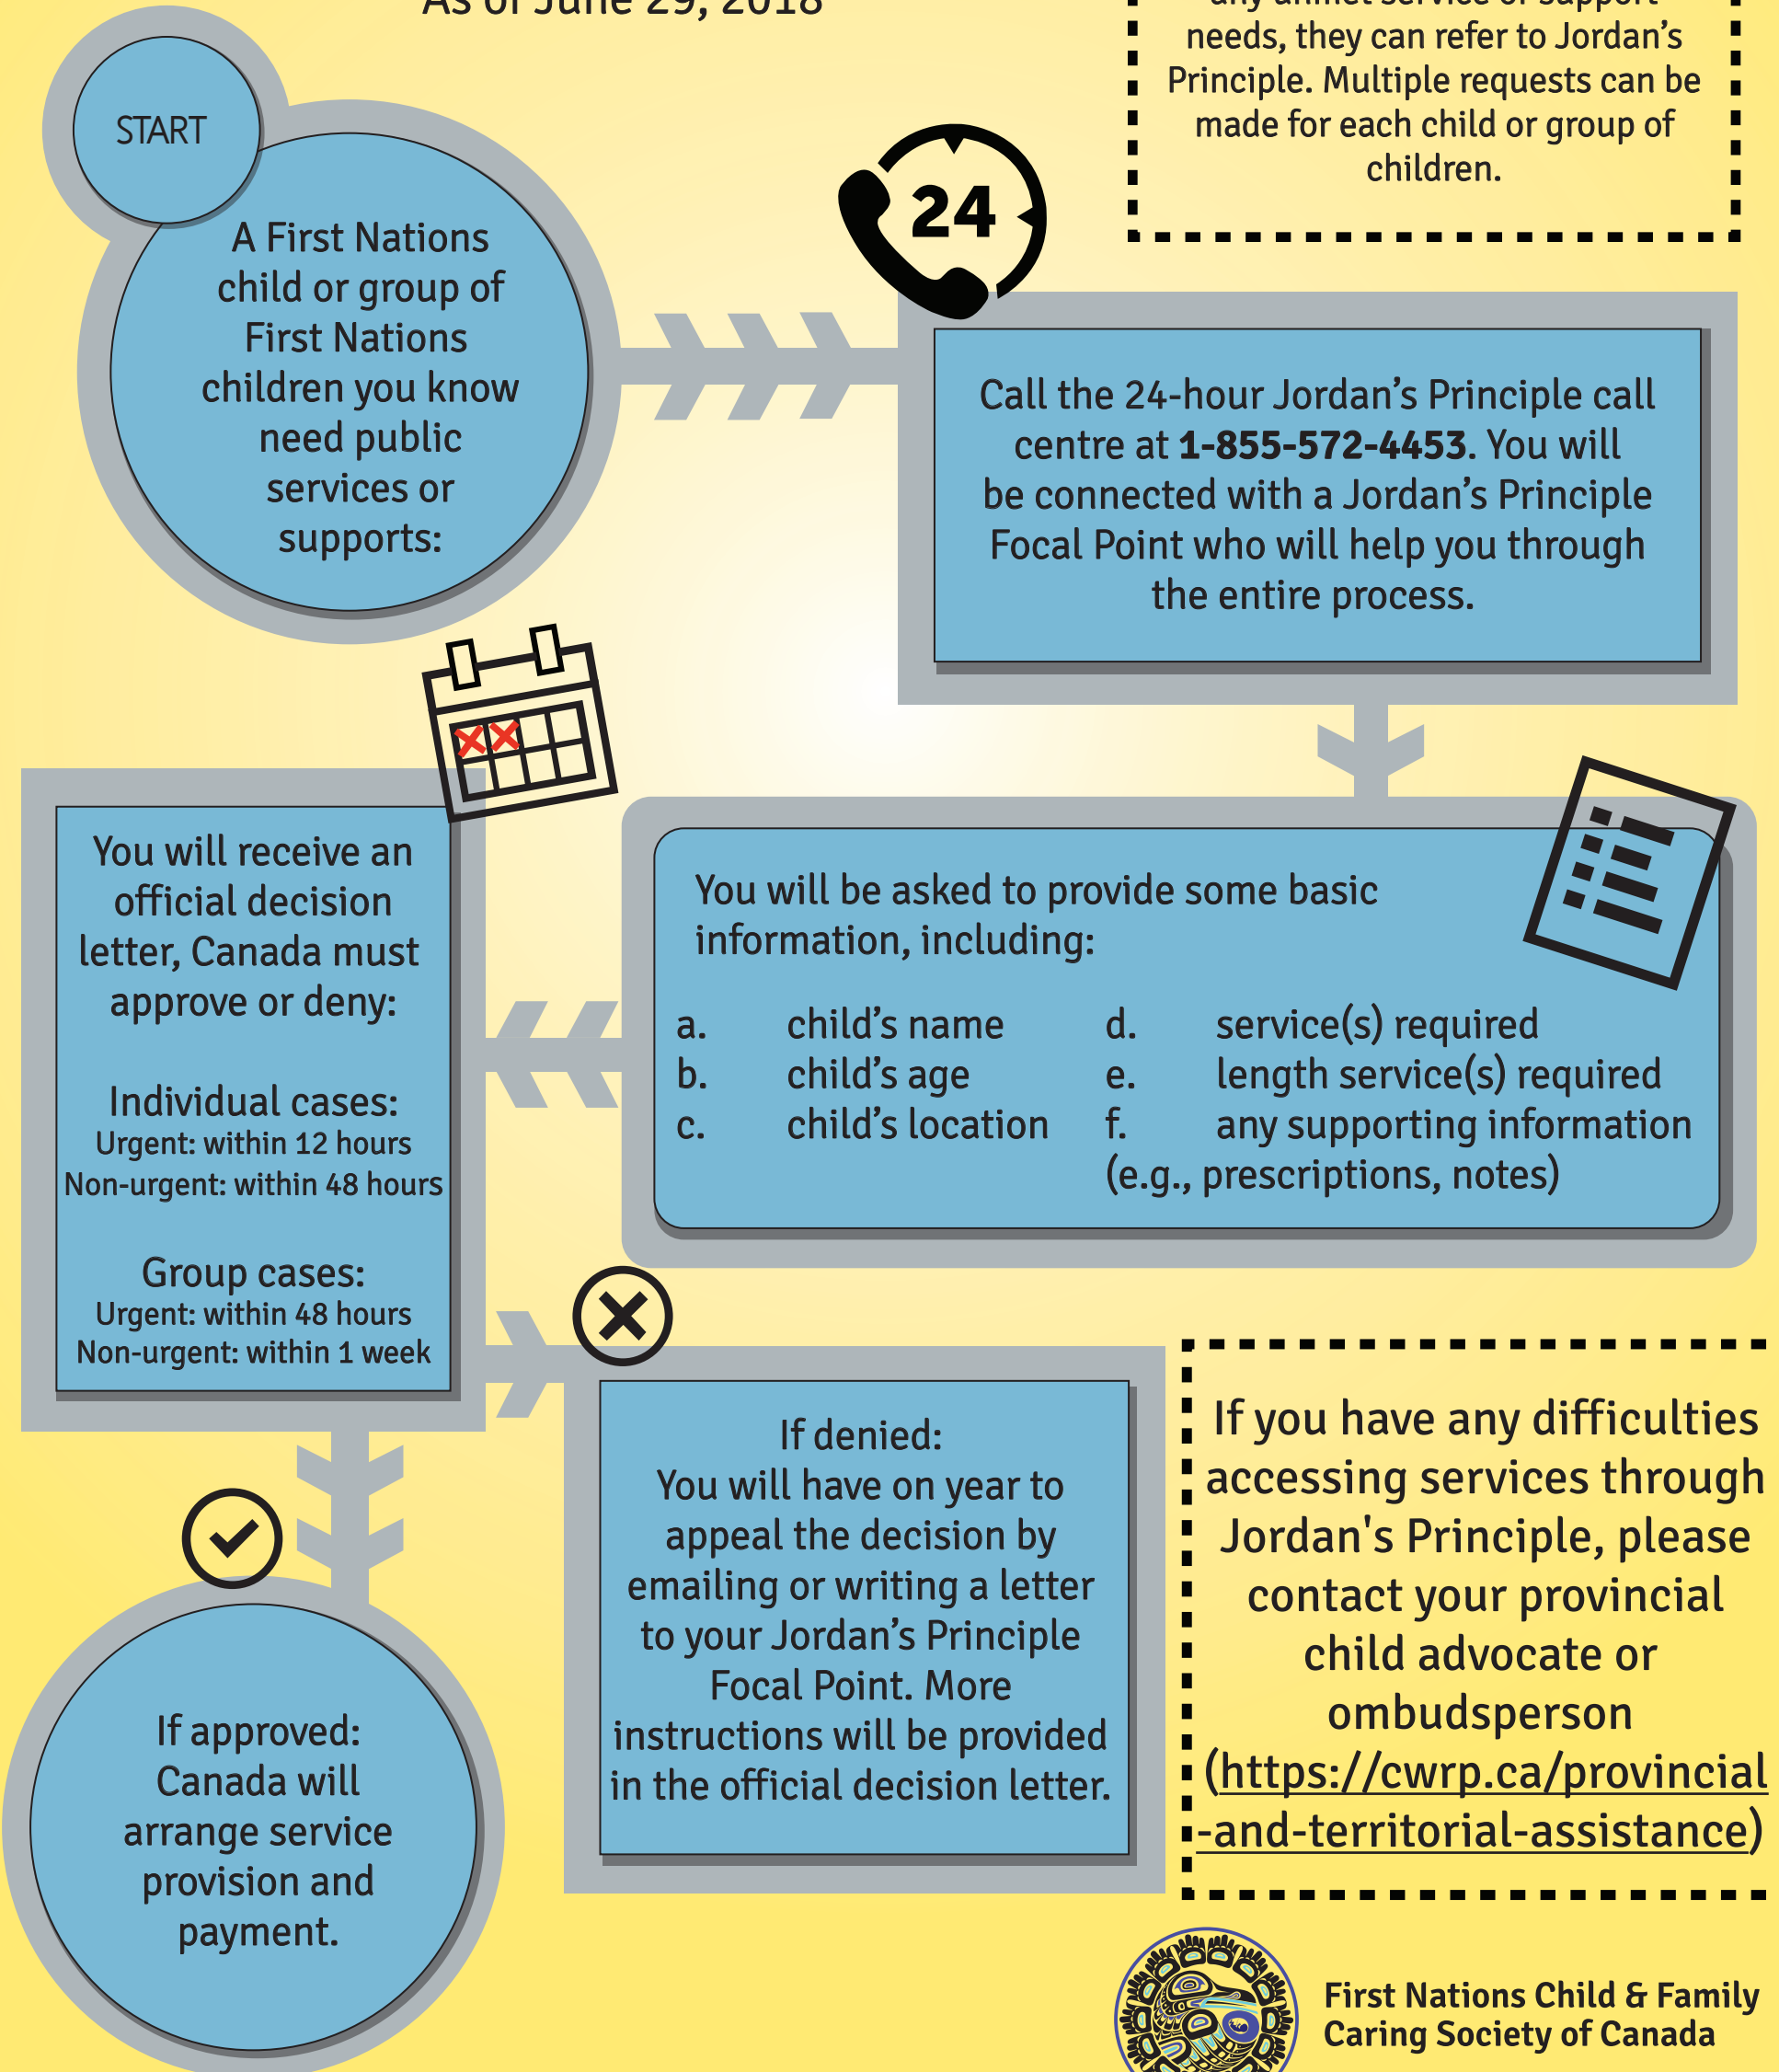 As of June 29, 2018
any unmet service or support
needs, they can refer to Jordan's
Principle. Multiple requests can be
made for each child or group of
children.
START
A First Nations
child or group of
First Nations
children you know
need public
services or
supports:
24
Call the 24-hour Jordan’s Principle call
centre at 1-855-572-4453. You will
be connected with a Jordan’s Principle
Focal Point who will help you through
the entire process.
You will be asked to provide some basic
information, including:
a. child’s name
b. child’s age
c. child’s location
d. service(s) required
e. length service(s) required
f. any supporting information
(e.g., prescriptions, notes)
You will receive an
official decision
letter, Canada must
approve or deny:
Individual cases:
Urgent: within 12 hours
Non-urgent: within 48 hours
Group cases:
Urgent: within 48 hours
Non-urgent: within 1 week
If denied:
You will have on year to
appeal the decision by
emailing or writing a letter
to your Jordan’s Principle
Focal Point. More
instructions will be provided
in the official decision letter.
If approved:
Canada will
arrange service
provision and
payment.
If you have any difficulties
accessing services through
Jordan's Principle, please
contact your provincial
child advocate or
ombudsperson
(https://cwrp.ca/provincial
-and-territorial-assistance)
First Nations Child & Family
Caring Society of Canada